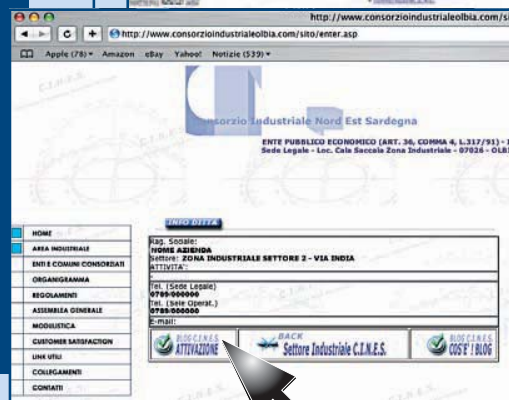 http://www.consorzioindustrialeolbia.com/si
http://www.consorzioindustrialeolbia.com/sito/enter.asp
Apple (78) Amazon eBay Yahoo! Notizie (539)
C.I.N.E.S.
onsorzio Industriale Nord Est Sardegna
ENTE PUBBLICO ECONOMICO (ART. 36, COMMA 4, L.317/91) - I
Sede Legale - Loc. Cala Saccaia Zona Industriale - 07026 - OLB
HOME
AREA INDUSTRIALE
ENTI E COMUNI CONSORZIATI
ORGANIGRAMMA
REGOLAMENTI
ASSEMBLEA GENERALE
MODULISTICA
CUSTOMER SATISFACTION
LINK UTILI
COLLEGAMENTI
CONTATTI
INFO DITTA
Rag. Sociale:
NOME AZIENDA
Settore: ZONA INDUSTRIALE SETTORE 2 - VIA INDIA
ATTIVITA':
-
Tel. (Sede Legale)
0789/000000
Tel. (Sele Operat.)
0789/000000
E-mail:
BLOG C.I.N.E.S.
ATTIVAZIONE
BACK
Settore Industriale C.I.N.E.S.
BLOG C.I.N.E.S.
COS'E' I BLOG